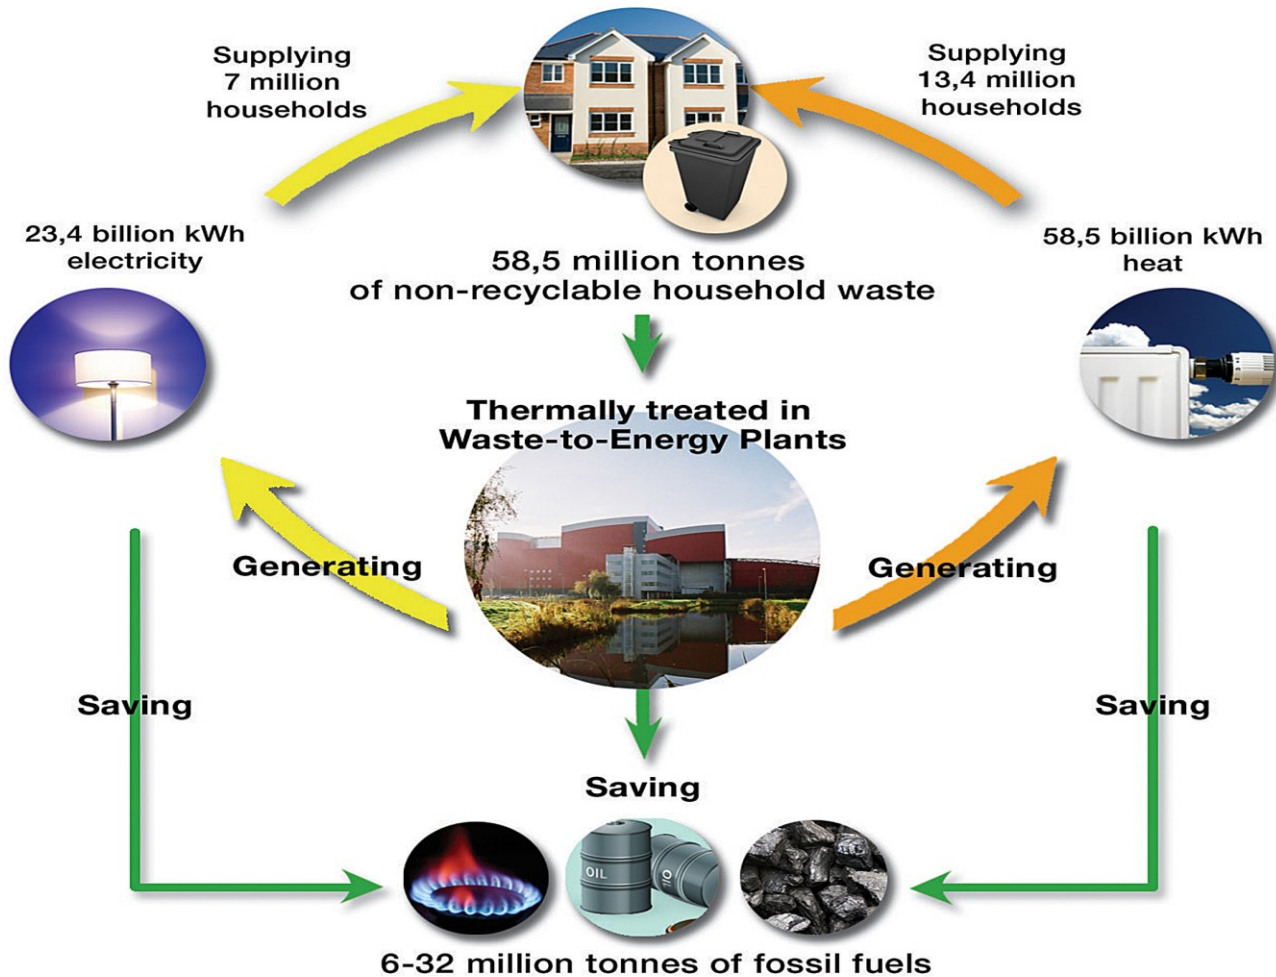 Supplying
7 million
households
Supplying
13,4 million
households
23,4 billion kWh
electricity
58,5 million tonnes
of non-recyclable household waste
58,5 billion kWh
heat
Thermally treated in
Waste-to-Energy Plants
Generating
Generating
Saving
Saving
Saving
OIL
OIL
6-32 million tonnes of fossil fuels